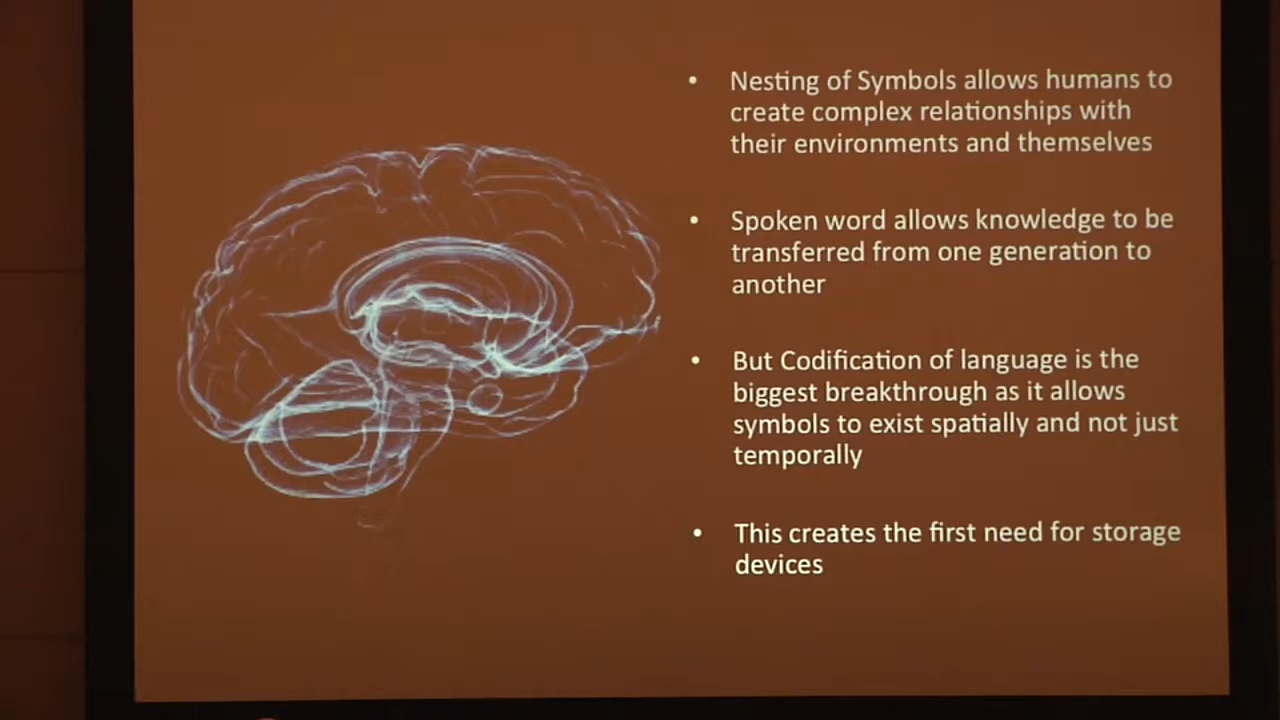 • Nesting of Symbols allows humans to
create complex relationships with
their environments and themselves
• Spoken word allows knowledge to be
transferred from one generation to
another
• But Codification of language is the
biggest breakthrough as it allows
symbols to exist spatially and not just
temporally
• This creates the first need for storage
devices